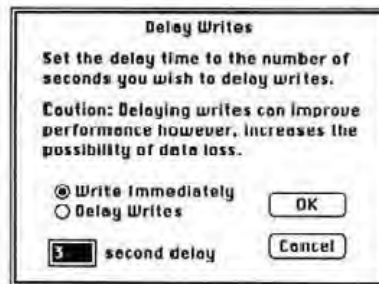 Delay Writes
Set the delay time to the number of
seconds you wish to delay writes.
Caution: Delaying writes can improve
performance however, increases the
possibility of data loss.
Write Immediately
Delay Writes
OK
3 second delay
Cancel